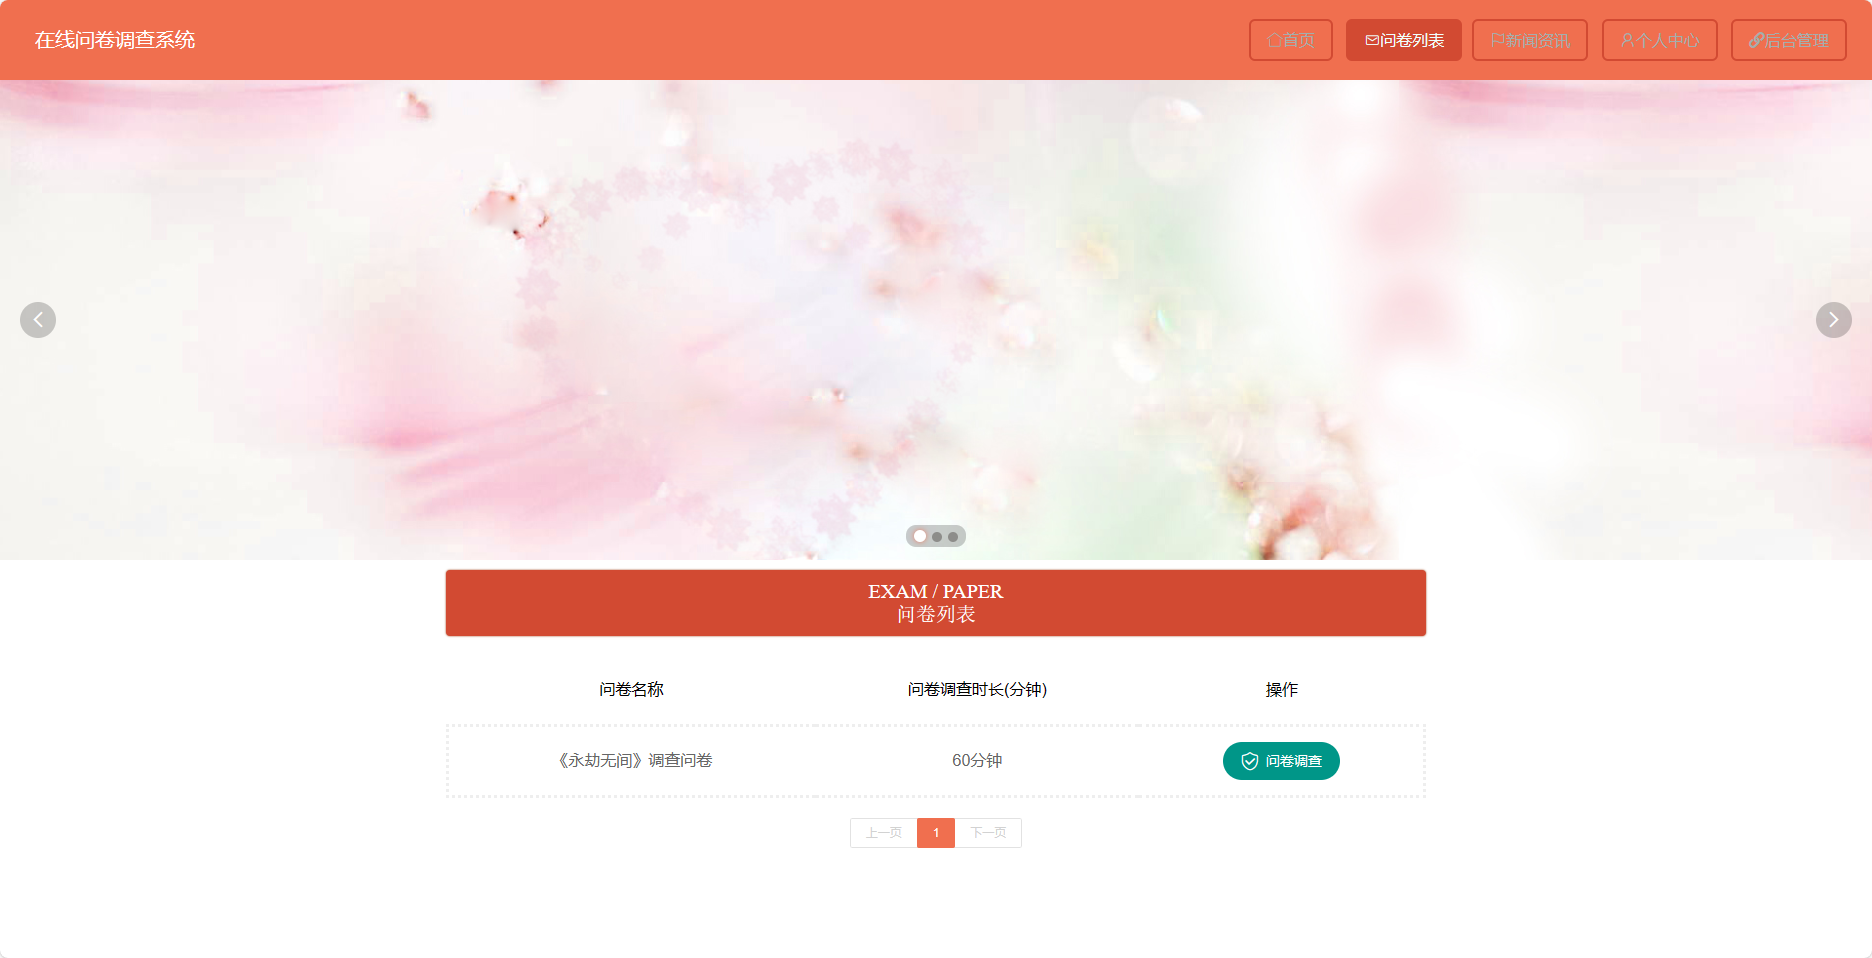 在线问卷调查系统
首页
问卷列表
新闻资讯
个人中心
后台管理
EXAM / PAPER
问卷列表
问卷名称
问卷调查时长(分钟)
操作
《永劫无间》调查问卷
60分钟
问卷调查
上一页
1
下一页